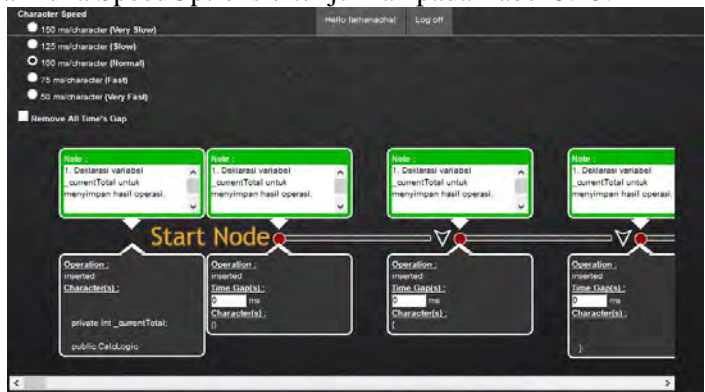 Character Speed
150 ms/character (Very Slow)
125 ms/character (Slow)
100 ms/character (Normal)
75 ms/character (Fast)
50 ms/character (Very Fast)
Remove All Time's Gap
Hello farhanadha!
Log off
Note :
1. Deklarasi variabel
_currentTotal untuk
menyimpan hasil operasi.
Note :
1. Deklarasi variabel
_currentTotal untuk
menyimpan hasil operasi.
Note :
1. Deklarasi variabel
_currentTotal untuk
menyimpan hasil operasi.
Note :
1. Deklarasi variabel
_currentTotal untuk
menyimpan hasil operasi.
Start Node
Operation :
inserted
Character(s) :
private int _currentTotal;
public CalcLogic
Operation :
inserted
Time Gap(s) :
0 ms
Character(s) :
()
Operation :
inserted
Time Gap(s) :
0 ms
Character(s) :
{
Operation :
inserted
Time Gap(s) :
0 ms
Character(s) :
}